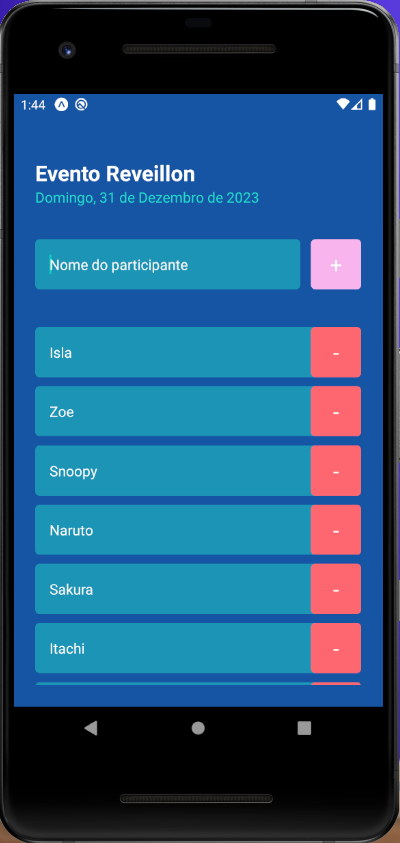 1:44
Evento Reveillon
Domingo, 31 de Dezembro de 2023
Nome do participante
+
Isla
-
Zoe
-
Snoopy
-
Naruto
-
Sakura
-
Itachi
-